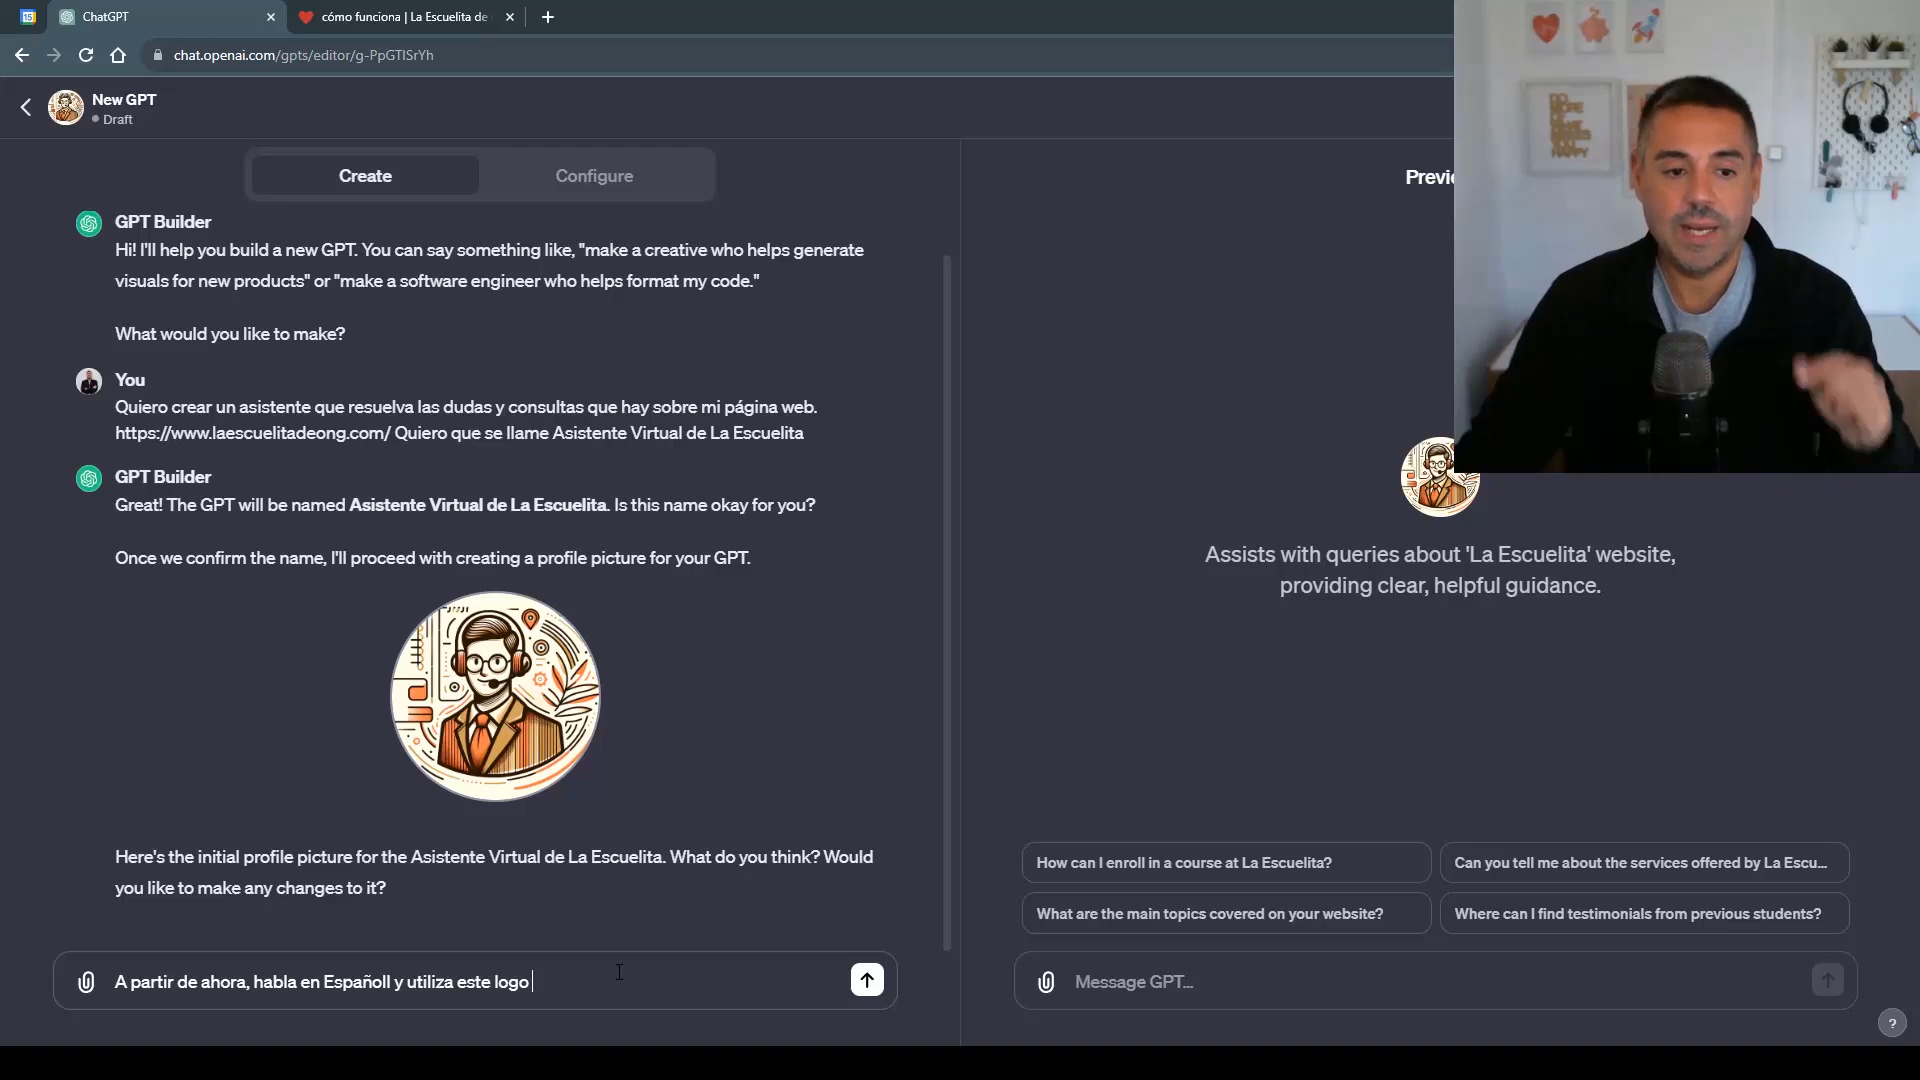 ChatGPT
cómo funciona | La Escuelita de
chat.openai.com/gpts/editor/g-PpGTlSrYh
New GPT
Draft
Create
Configure
GPT Builder
Hi! I'll help you build a new GPT. You can say something like, "make a creative who helps generate
visuals for new products" or "make a software engineer who helps format my code."
What would you like to make?
You
Quiero crear un asistente que resuelva las dudas y consultas que hay sobre mi página web.
https://www.laescuelitadeong.com/ Quiero que se llame Asistente Virtual de La Escuelita
GPT Builder
Great! The GPT will be named Asistente Virtual de La Escuelita. Is this name okay for you?
Once we confirm the name, I'll proceed with creating a profile picture for your GPT.
Here's the initial profile picture for the Asistente Virtual de La Escuelita. What do you think? Would
you like to make any changes to it?
A partir de ahora, habla en Españoll y utiliza este logo
Previe
Assists with queries about 'La Escuelita' website,
providing clear, helpful guidance.
How can I enroll in a course at La Escuelita?
Can you tell me about the services offered by La Escu...
What are the main topics covered on your website?
Where can I find testimonials from previous students?
Message GPT...
?